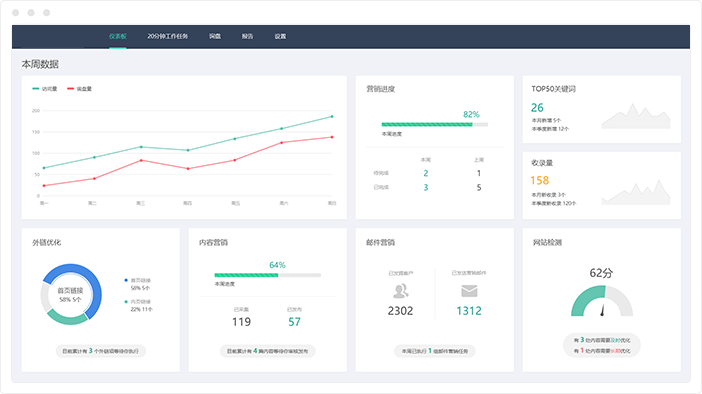 仪表板 20分钟工作任务 询盘 报告 设置
本周数据
访问量 询盘量
200
150
100
50
0
周一 周二 周三 周四 周五 周六 周日
营销进度
82%
本周进度
本周 上周
待完成 2 1
已完成 3 5
TOP50关键词
26
本月新增 5个
本季度新增 12个
收录量
158
本月新收录 3个
本季度新收录 120个
外链优化
首页链接
58% 5个
首页链接
58% 5个
内页链接
22% 11个
目前累计有 3 个外链项等待你执行
内容营销
64%
本周进度
已采集 已发布
119 57
目前累计有 4 篇内容等待你审核发布
邮件营销
已发掘客户 已发送营销邮件
2302 1312
本周已执行 1 组邮件营销任务
网站检测
62分
有 3 处内容需要及时优化
有 1 处内容需要长期优化